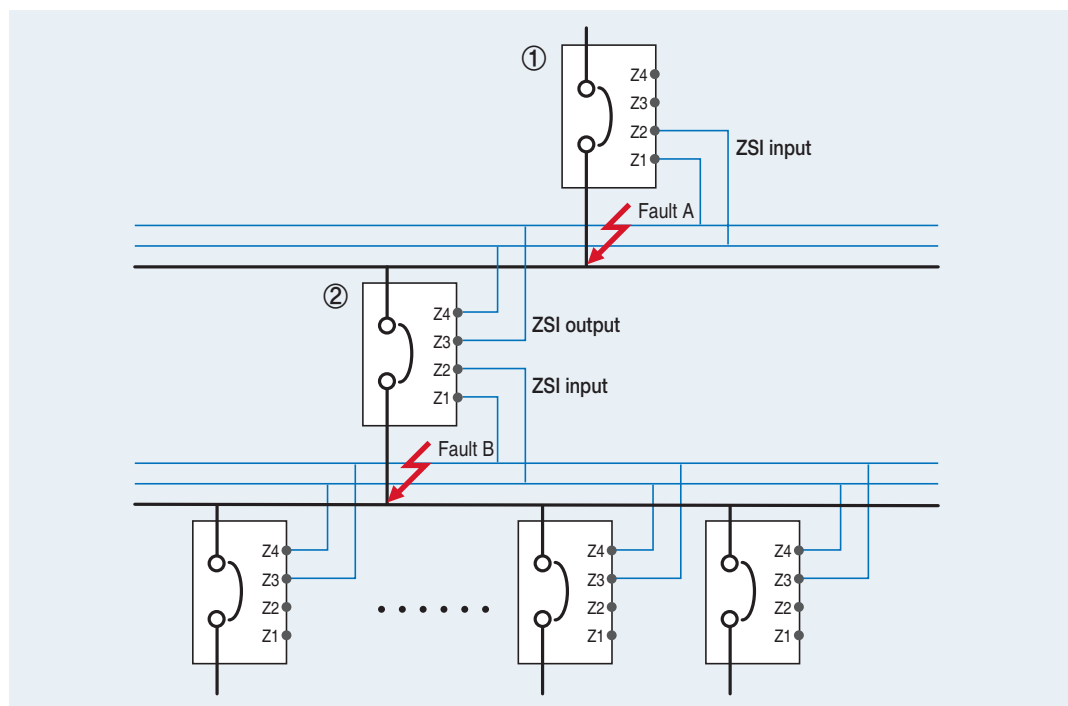 ①
Z4
Z3
Z2
Z1
ZSI input
Fault A
②
Z4
Z3
Z2
Z1
ZSI output
ZSI input
Fault B
Z4
Z3
Z2
Z1
Z4
Z3
Z2
Z1
Z4
Z3
Z2
Z1